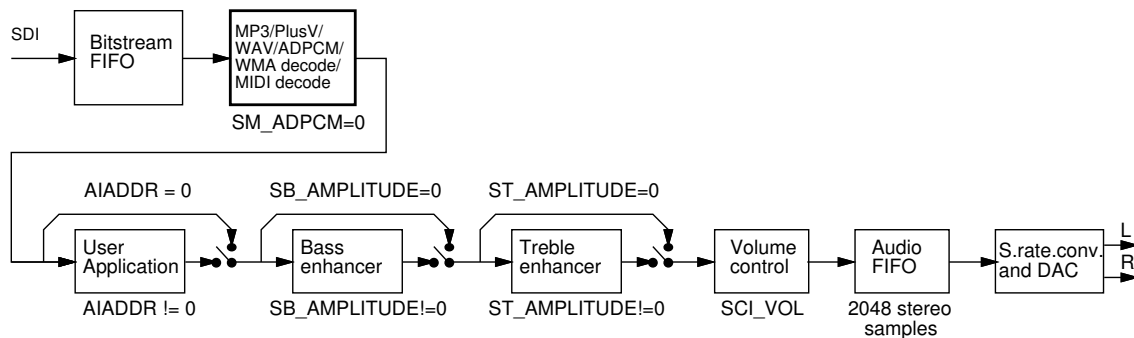 SDI
Bitstream
FIFO
MP3/PlusV/
WAV/ADPCM/
WMA decode/
MIDI decode
SM_ADPCM=0
AIADDR = 0
SB_AMPLITUDE=0
ST_AMPLITUDE=0
User
Application
Bass
enhancer
Treble
enhancer
Volume
control
Audio
FIFO
S.rate.conv.
and DAC
L
R
AIADDR != 0
SB_AMPLITUDE!=0
ST_AMPLITUDE!=0
SCI_VOL
2048 stereo
samples